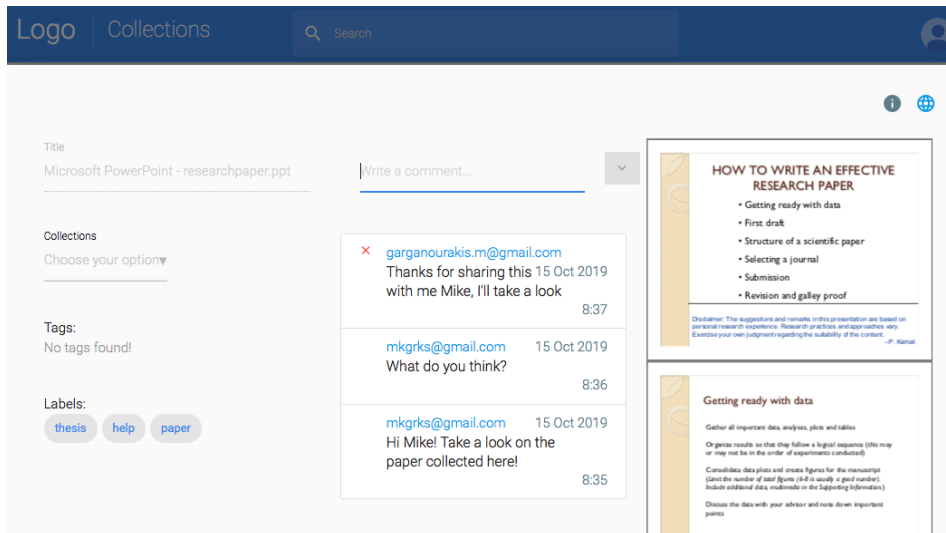 Logo
Collections
Search
Title
Microsoft PowerPoint - researchpaper.ppt
Collections
Choose your option▾
Tags:
No tags found!
Labels:
thesis help paper
Write a comment...
garganourakis.m@gmail.com
Thanks for sharing this 15 Oct 2019
with me Mike, I'll take a look
8:37
mkgrks@gmail.com 15 Oct 2019
What do you think?
8:36
mkgrks@gmail.com 15 Oct 2019
Hi Mike! Take a look on the
paper collected here!
8:35
HOW TO WRITE AN EFFECTIVE
RESEARCH PAPER
• Getting ready with data
• First draft
• Structure of a scientific paper
• Selecting a journal
• Submission
• Revision and galley proof
Disclaimer: The suggestions and remarks in this presentation are based on
personal research experience. Research practices and approaches vary.
Exercise your own judgment regarding the suitability of the content.
–P. Kamat
Getting ready with data
Gather all important data, analyses, plots and tables
Organize results so that they follow a logical sequence (this may
or may not be in the order of experiments conducted)
Consolidate data plots and create figures for the manuscript
(Limit the number of total figures (6-8 is usually a good number).
Include additional data, multimedia in the Supporting Information.)
Discuss the data with your advisor and note down important
points